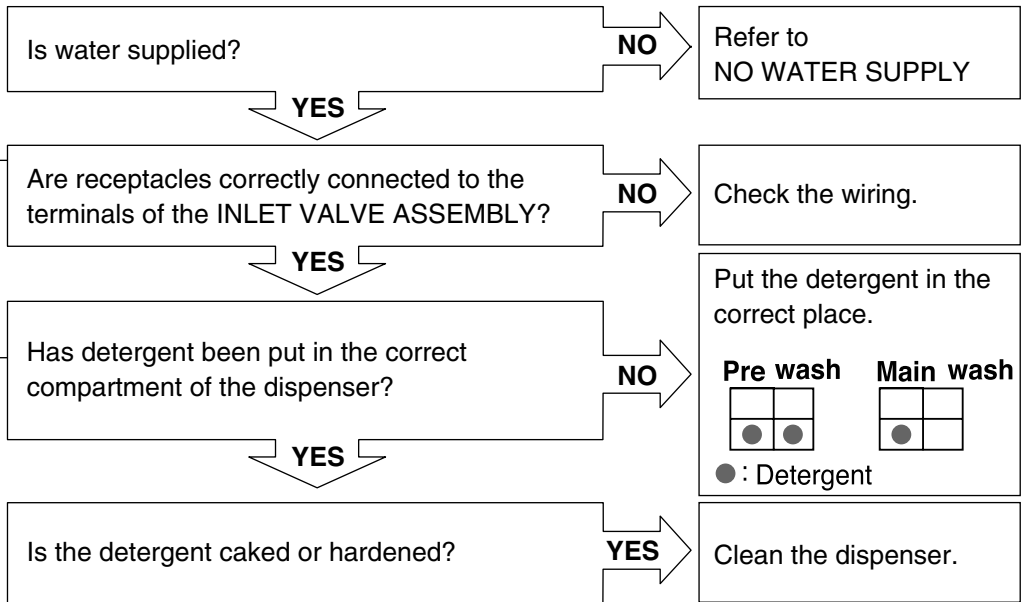 Is water supplied?
NO
Refer to
NO WATER SUPPLY
YES
Are receptacles correctly connected to the
terminals of the INLET VALVE ASSEMBLY?
NO
Check the wiring.
YES
Has detergent been put in the correct
compartment of the dispenser?
NO
Put the detergent in the
correct place.
Pre wash
Main wash
: Detergent
YES
Is the detergent caked or hardened?
YES
Clean the dispenser.